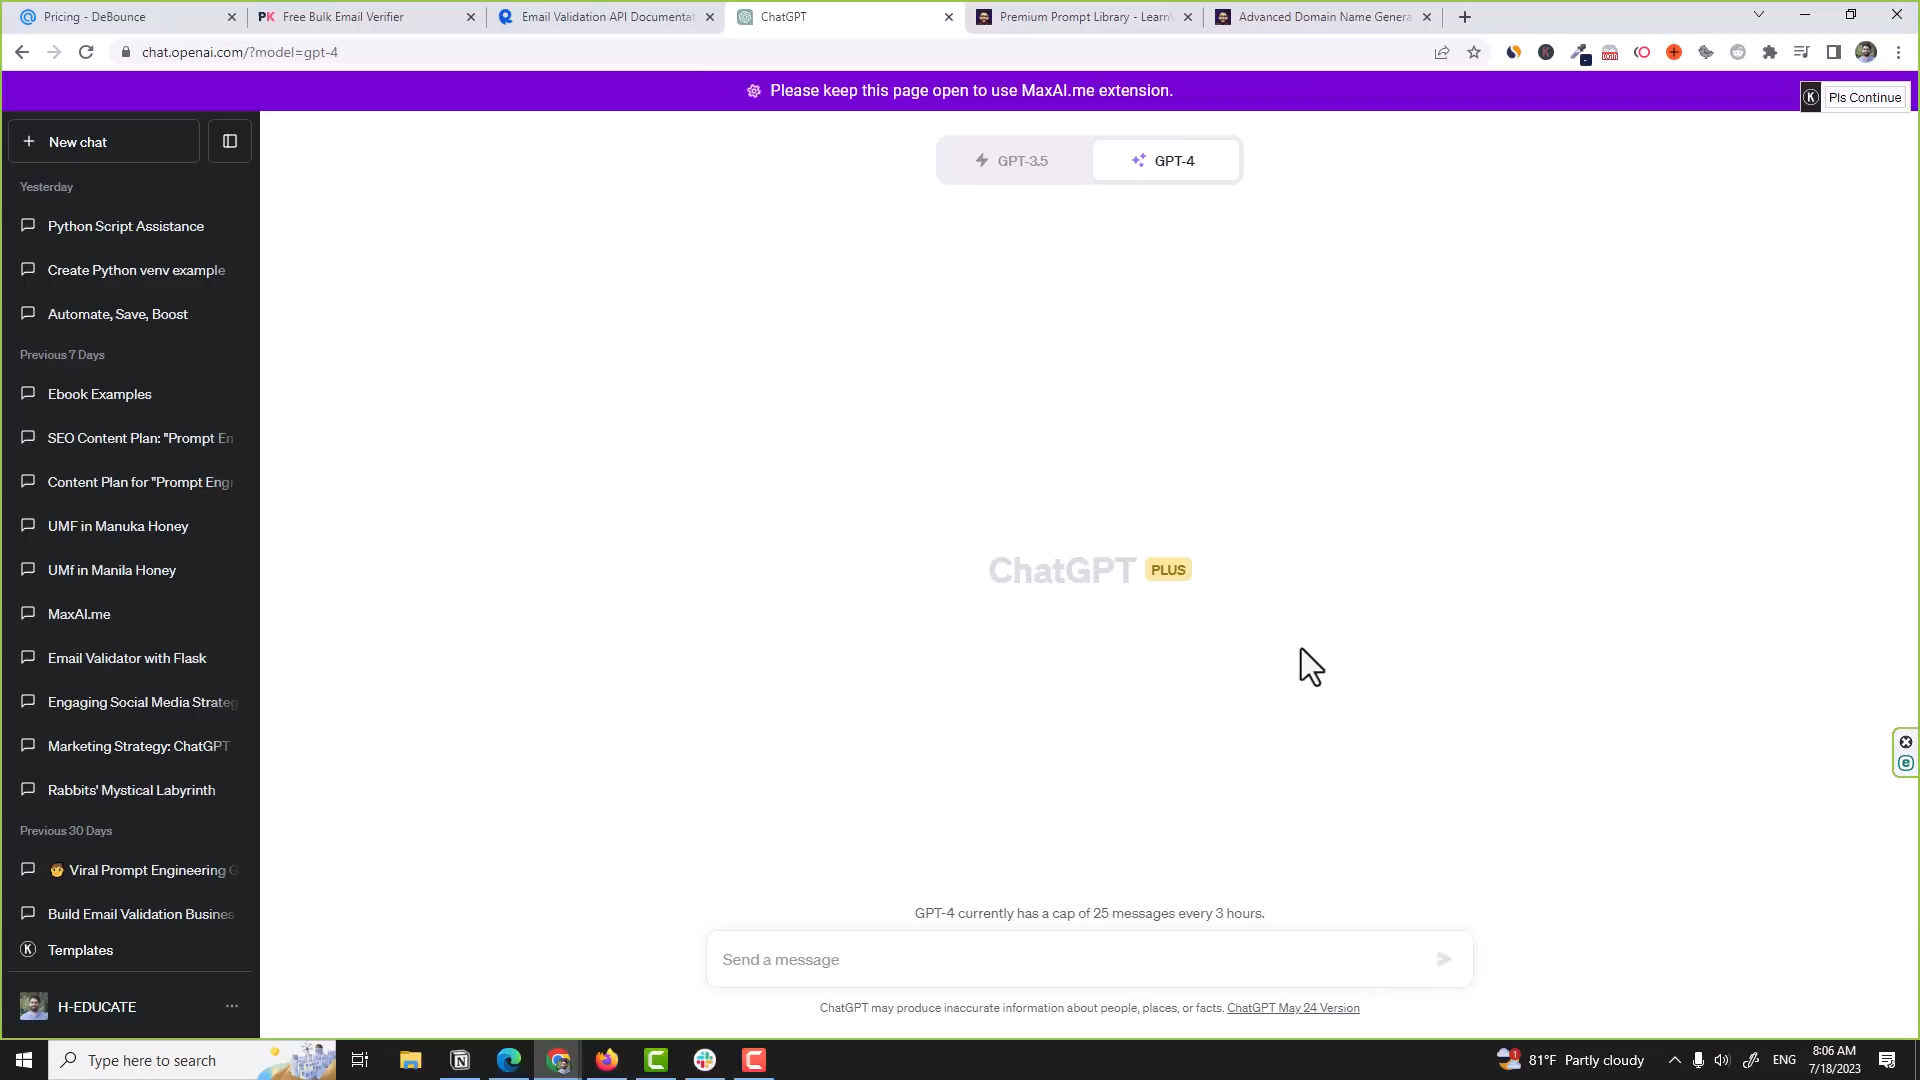 Pricing - DeBounce
Free Bulk Email Verifier
Email Validation API Documentat
ChatGPT
Premium Prompt Library - Learn
Advanced Domain Name Genera
chat.openai.com/?model=gpt-4
Please keep this page open to use MaxAI.me extension.
Pls Continue
New chat
GPT-3.5
GPT-4
Yesterday
Python Script Assistance
Create Python venv example
Automate, Save, Boost
Previous 7 Days
Ebook Examples
SEO Content Plan: "Prompt En
Content Plan for "Prompt Engi
UMF in Manuka Honey
UMf in Manila Honey
MaxAI.me
Email Validator with Flask
Engaging Social Media Strateg
Marketing Strategy: ChatGPT
Rabbits' Mystical Labyrinth
Previous 30 Days
Viral Prompt Engineering G
Build Email Validation Busines
Templates
H-EDUCATE
ChatGPT PLUS
GPT-4 currently has a cap of 25 messages every 3 hours.
Send a message
ChatGPT may produce inaccurate information about people, places, or facts. ChatGPT May 24 Version
Type here to search
81°F Partly cloudy
ENG
8:06 AM
7/18/2023